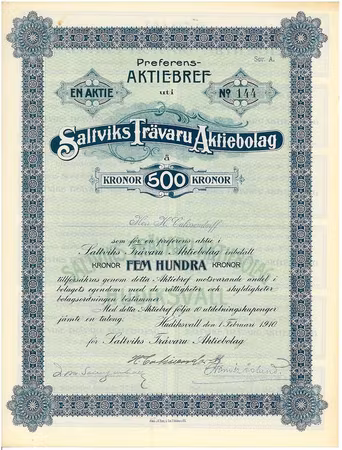 Ser. A.
Preferens-
AKTIEBREF
EN AKTIE uti No 144
Saltviks Trävaru Aktiebolag
à
KRONOR 500 KRONOR
Herr H
som för en preferens aktie i
Saltviks Trävaru Aktiebolag inbetalt
KRONOR FEM HUNDRA KRONOR
tillförsäkras genom detta Aktiebref motsvarande andel i
bolagets egendom med de rättigheter och skyldigheter,
bolagsordningen bestämmer.
Med detta Aktiebref följa 10 utdelningskuponger
jämte en talong.
Hudiksvall den 1 Februari 1910.
för Saltviks Trävaru Aktiebolag